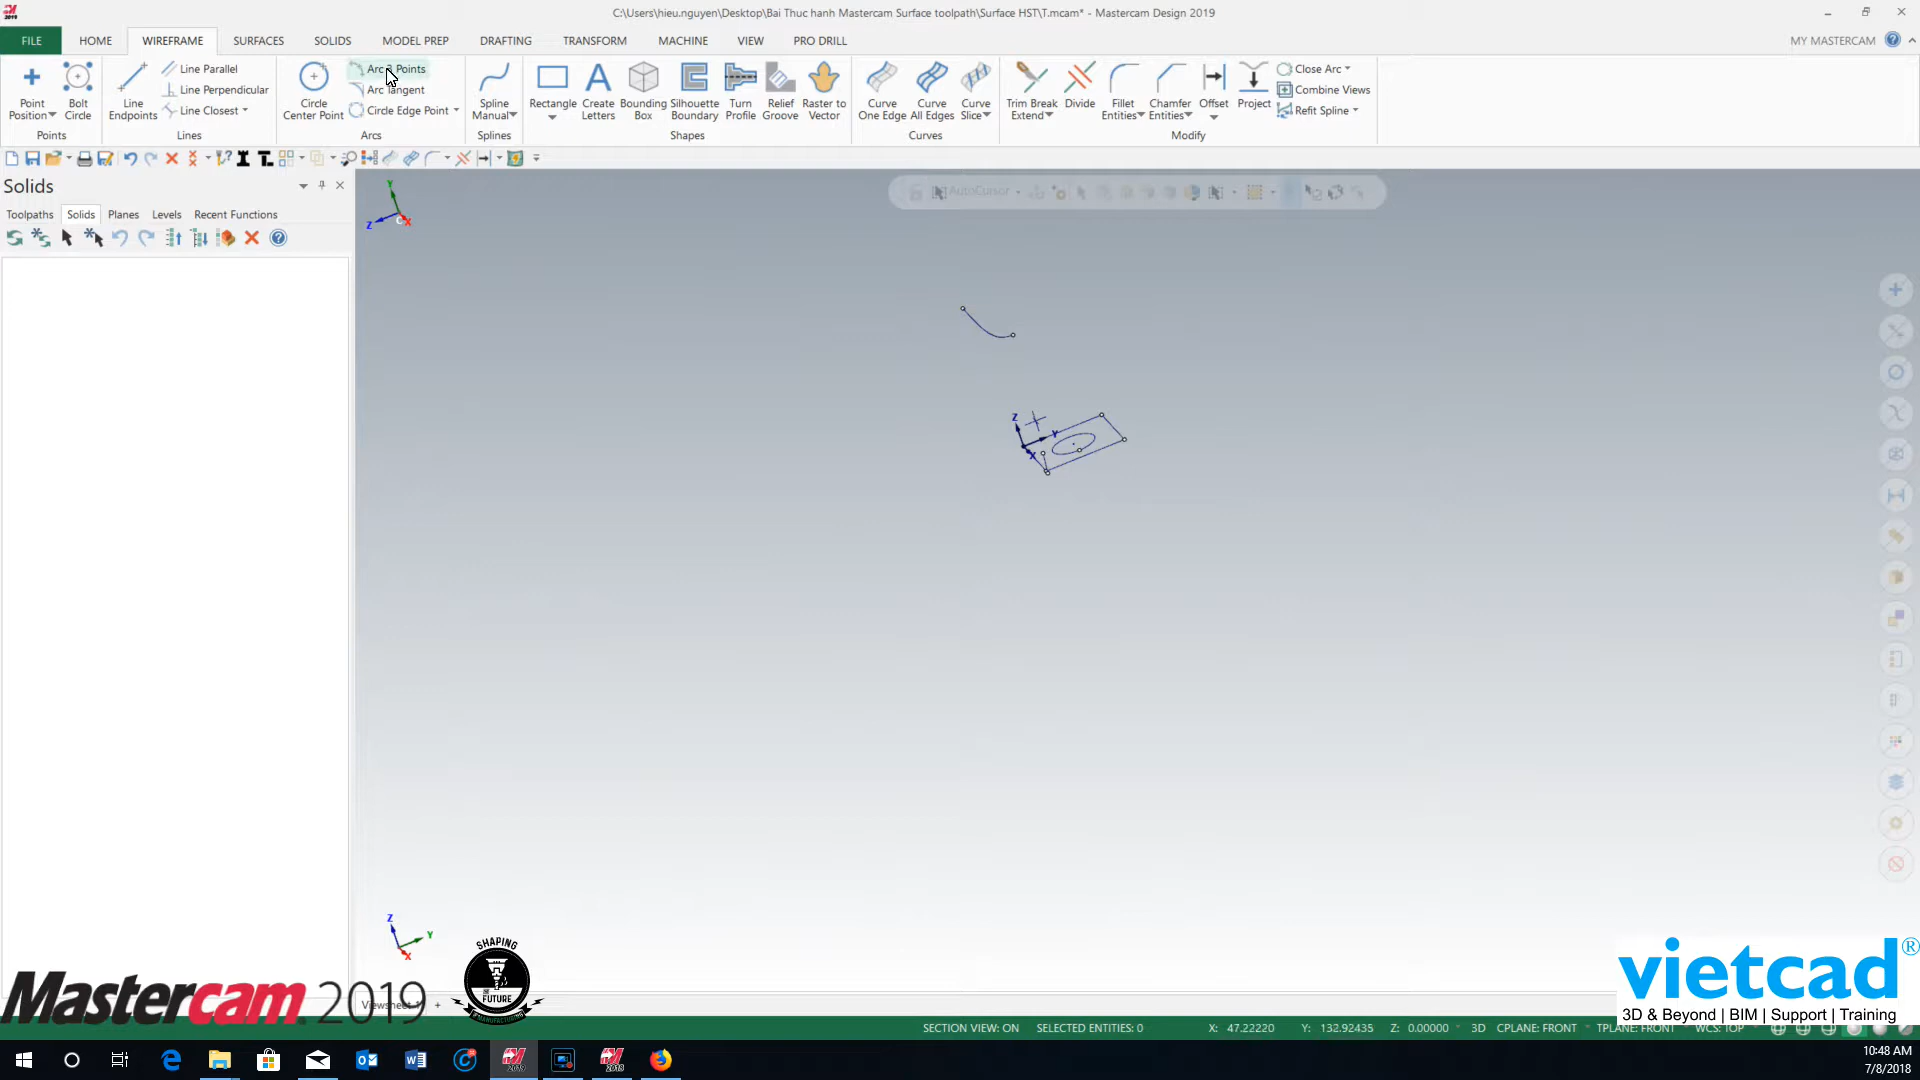 C:\Users\hieu.nguyen\Desktop\Bai Thuc hanh Mastercam Surface toolpath\Surface HST\T.mcam* - Mastercam Design 2019
FILE HOME WIREFRAME SURFACES SOLIDS MODEL PREP DRAFTING TRANSFORM MACHINE VIEW PRO DRILL MY MASTERCAM
Point Position
Bolt Circle
Points
Line Endpoints
Line Parallel
Line Perpendicular
Line Closest
Lines
Circle Center Point
Arc 3 Points
Arc Tangent
Circle Edge Point
Arcs
Spline Manual
Splines
Rectangle
Create Letters
Bounding Box
Silhouette Boundary
Turn Profile
Relief Groove
Raster to Vector
Shapes
Curve One Edge
Curve All Edges
Curve Slice
Curves
Trim Break Extend
Divide
Fillet Entities
Chamfer Entities
Offset
Project
Close Arc
Combine Views
Refit Spline
Modify
Solids
Toolpaths Solids Planes Levels Recent Functions
AutoCursor
Y
Z
X
Z
Y
X
Z
Y
X
SHAPING
THE
FUTURE
OF MANUFACTURING
Mastercam 2019
vietcad®
3D & Beyond | BIM | Support | Training
SECTION VIEW: ON SELECTED ENTITIES: 0 X: 47.22220 Y: 132.92435 Z: 0.00000 3D CPLANE: FRONT TPLANE: FRONT WCS: TOP
10:48 AM
7/8/2018